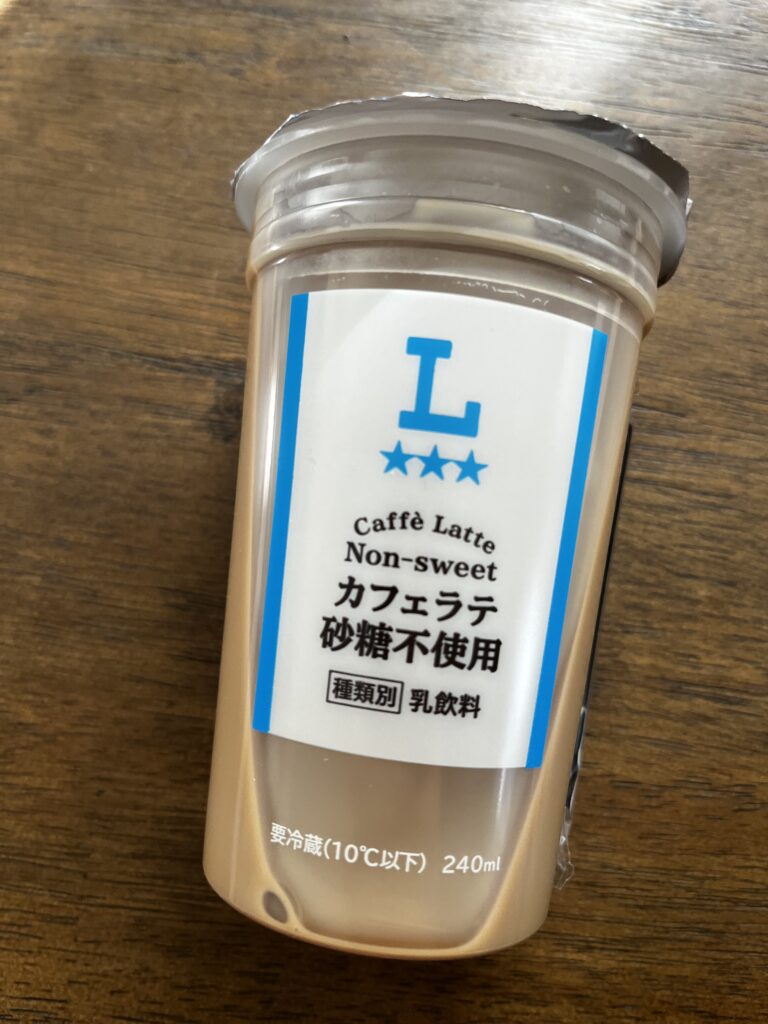 L
★★★
Caffè Latte
Non-sweet
カフェラテ
砂糖不使用
種類別 乳飲料
要冷蔵(10℃以下) 240ml